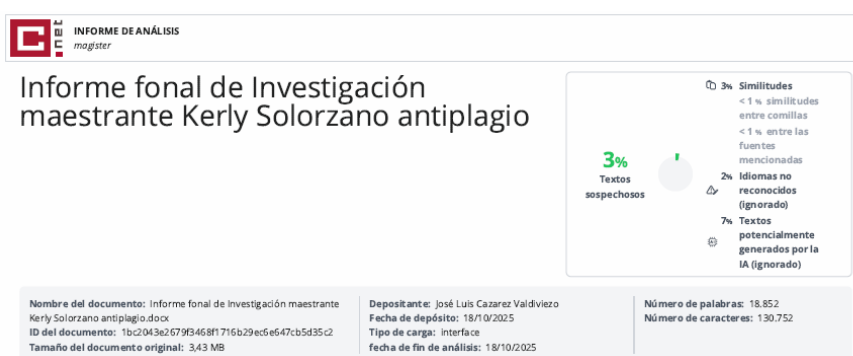 C.net
INFORME DE ANÁLISIS
magister
Informe fonal de Investigación
maestrante Kerly Solorzano antiplagio
3%
Textos
sospechosos
3% Similitudes
< 1 % similitudes
entre comillas
< 1 % entre las
fuentes
mencionadas
2% Idiomas no
reconocidos
(ignorado)
7% Textos
potencialmente
generados por la
IA (ignorado)
Nombre del documento: Informe fonal de Investigación maestrante
Kerly Solorzano antiplagio.docx
ID del documento: 1bc2043e2679f3468f1716b29ec6e647cb5d35c2
Tamaño del documento original: 3,43 MB
Depositante: José Luis Cazarez Valdiviezo
Fecha de depósito: 18/10/2025
Tipo de carga: interface
fecha de fin de análisis: 18/10/2025
Número de palabras: 18.852
Número de caracteres: 130.752